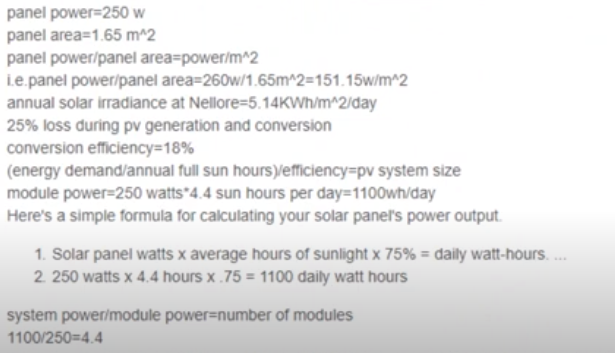 panel power=250 w
panel area=1.65 m^2
panel power/panel area=power/m^2
i.e.panel power/panel area=260w/1.65m^2=151.15w/m^2
annual solar irradiance at Nellore=5.14KWh/m^2/day
25% loss during pv generation and conversion
conversion efficiency=18%
(energy demand/annual full sun hours)/efficiency=pv system size
module power=250 watts*4.4 sun hours per day=1100wh/day
Here's a simple formula for calculating your solar panel's power output.
1. Solar panel watts x average hours of sunlight x 75% = daily watt-hours. ...
2. 250 watts x 4.4 hours x .75 = 1100 daily watt hours
system power/module power=number of modules
1100/250=4.4